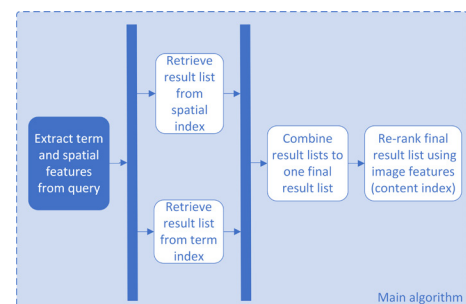 Extract term
and spatial
features
from query
Retrieve
result list
from
spatial
index
Retrieve
result list
from term
index
Combine
result lists to
one final
result list
Re-rank final
result list using
image features
(content index)
Main algorithm